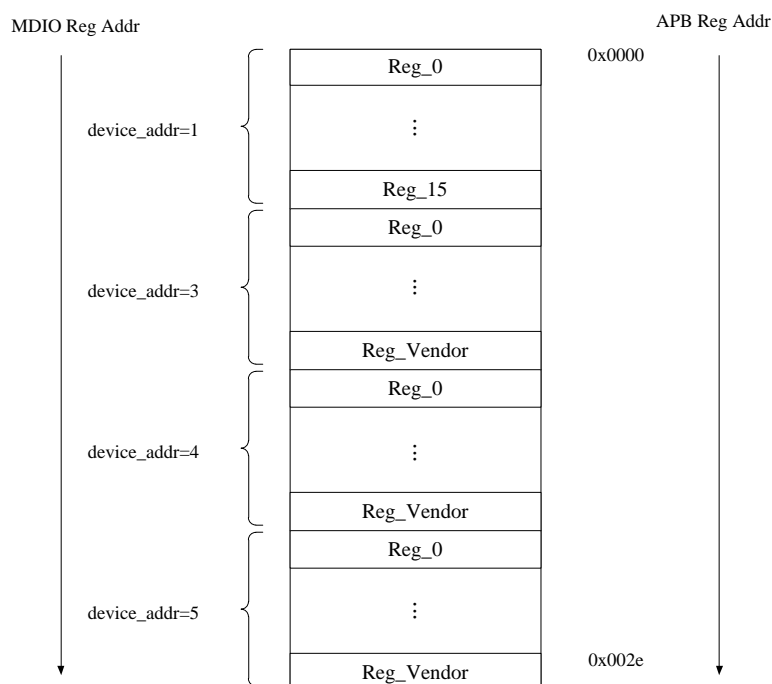 MDIO Reg Addr
APB Reg Addr
Reg_0
0x0000
device_addr=1
⋮
Reg_15
Reg_0
device_addr=3
⋮
Reg_Vendor
Reg_0
device_addr=4
⋮
Reg_Vendor
Reg_0
device_addr=5
⋮
0x002e
Reg_Vendor